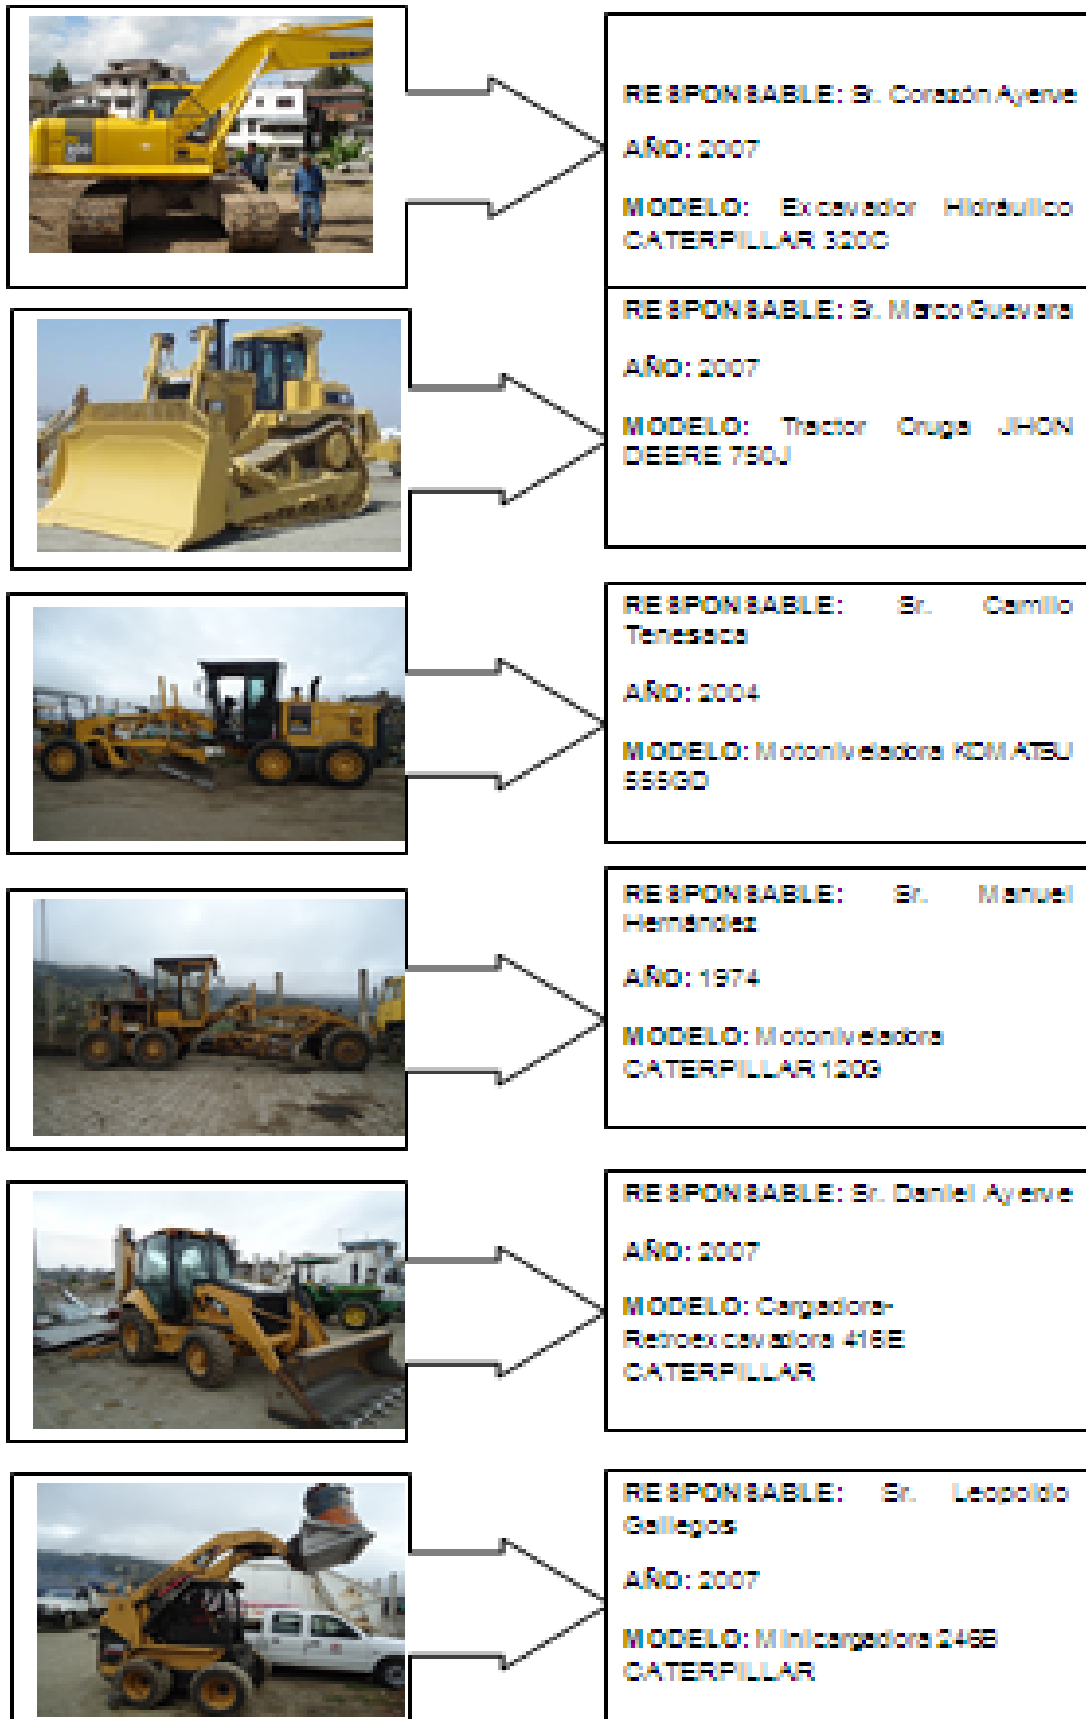 RESPONSABLE: Sr. Corazón Ayerve
AÑO: 2007
MODELO: Excavador Hidráulico
CATERPILLAR 320C
RESPONSABLE: Sr. Marco Guevara
AÑO: 2007
MODELO: Tractor Oruga JHON
DEERE 750J
RESPONSABLE: Sr. Camilo
Tenesaca
AÑO: 2004
MODELO: Motoniveladora KOMATSU
RESPONSABLE: Sr. Manuel
Hernández
AÑO: 1974
MODELO: Motoniveladora
CATERPILLAR 120G
RESPONSABLE: Sr. Daniel Ayerve
AÑO: 2007
MODELO: Cargadora-
Retroexcavadora 416E
CATERPILLAR
RESPONSABLE: Sr. Leopoldo
Gallegos
AÑO: 2007
MODELO: Minicargadora 246B
CATERPILLAR